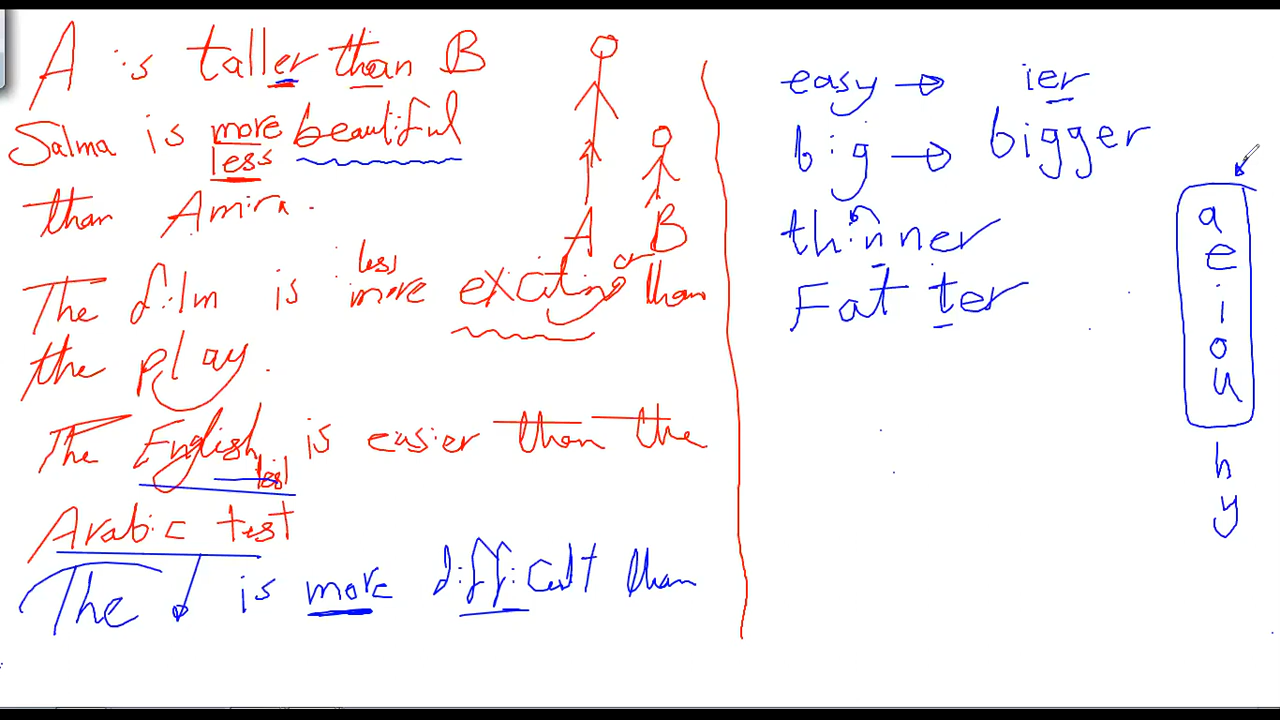 A is taller than B
Salma is more beautiful
less
than Amira.
A B
less or
The film is more exciting than
the play.
The English test is easier than the
Arabic test
The is more difficult than
easy → ier
big → bigger
thinner
Fatter
a
e
i
o
u
h
y